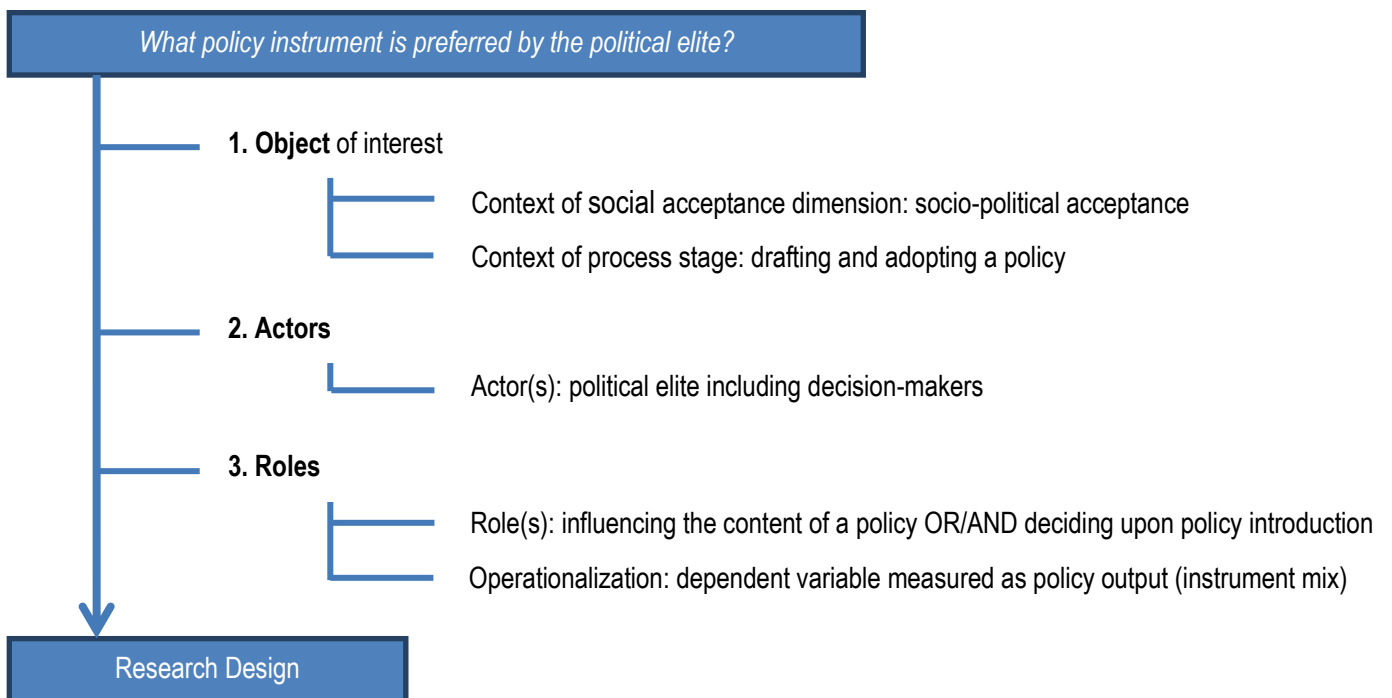 What policy instrument is preferred by the political elite?
1. Object of interest
Context of social acceptance dimension: socio-political acceptance
Context of process stage: drafting and adopting a policy
2. Actors
Actor(s): political elite including decision-makers
3. Roles
Role(s): influencing the content of a policy OR/AND deciding upon policy introduction
Operationalization: dependent variable measured as policy output (instrument mix)
Research Design